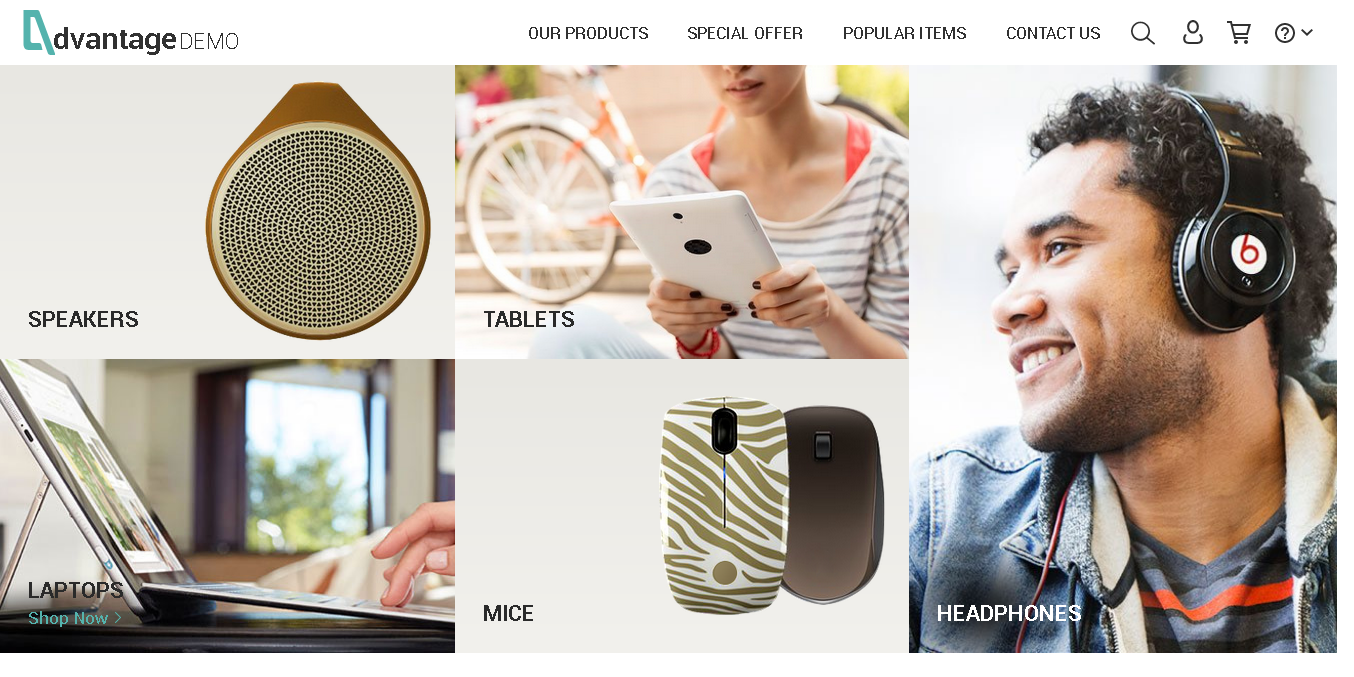 dvantage DEMO
OUR PRODUCTS
SPECIAL OFFER
POPULAR ITEMS
CONTACT US
SPEAKERS
TABLETS
LAPTOPS
Shop Now >
MICE
HEADPHONES
b